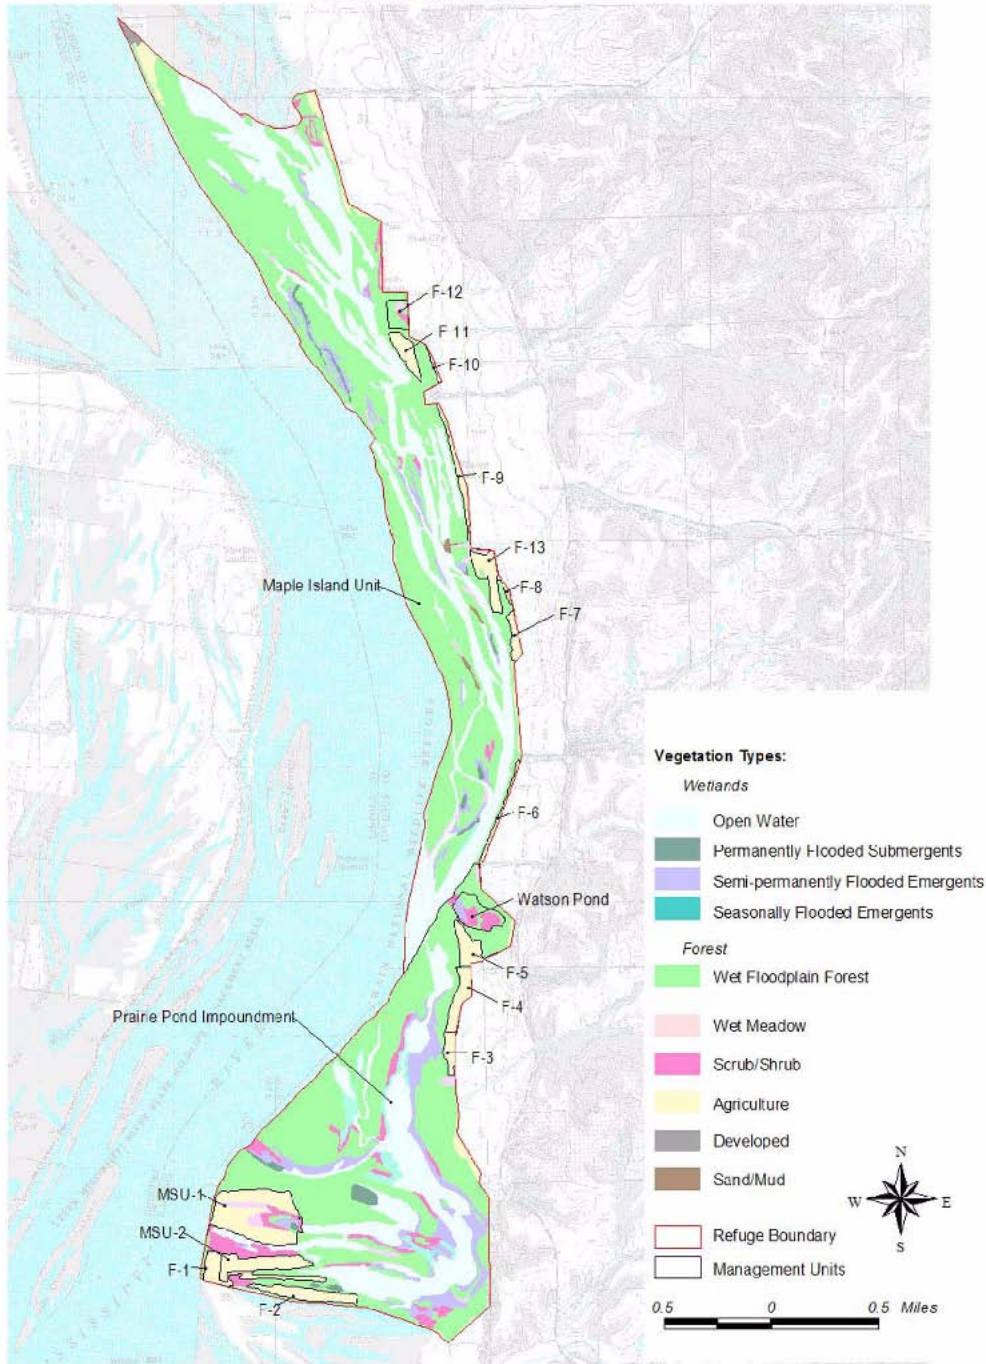 F-12
F 11
F-10
F-9
F-13
Maple Island Unit
F-8
F-7
F-6
Watson Pond
F-5
F-4
Prairie Pond Impoundment
F-3
MSU-1
MSU-2
F-1
F-2
Vegetation Types:
Wetlands
Open Water
Permanently Flooded Submergents
Semi-permanently Flooded Emergents
Seasonally Flooded Emergents
Forest
Wet Floodplain Forest
Wet Meadow
Scrub/Shrub
Agriculture
Developed
Sand/Mud
Refuge Boundary
Management Units
N
W E
S
0.5 0 0.5 Miles